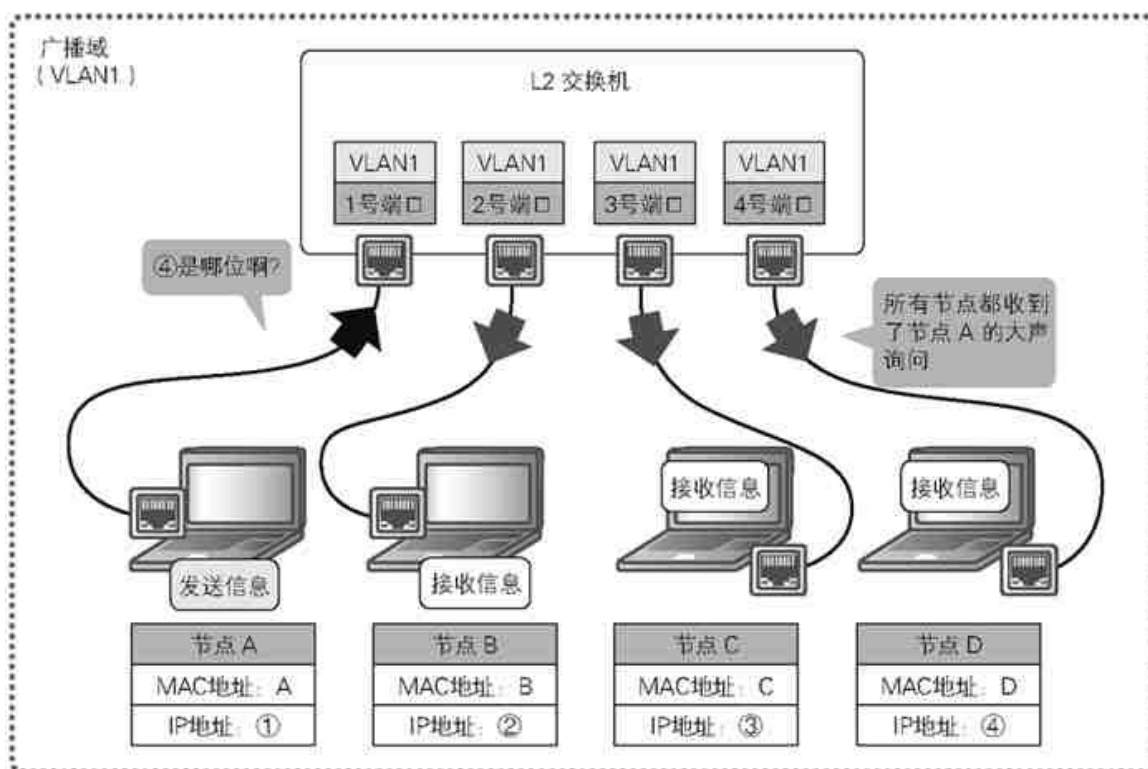 广播域
( VLAN1 )
L2 交换机
VLAN1
VLAN1
VLAN1
VLAN1
1号端口
2号端口
3号端口
4号端口
④是哪位啊?
所有节点都收到
了节点 A 的大声
询问
接收信息
接收信息
发送信息
接收信息
节点 A
MAC地址: A
IP地址: ①
节点 B
MAC地址: B
IP地址: ②
节点 C
MAC地址: C
IP地址: ③
节点 D
MAC地址: D
IP地址: ④